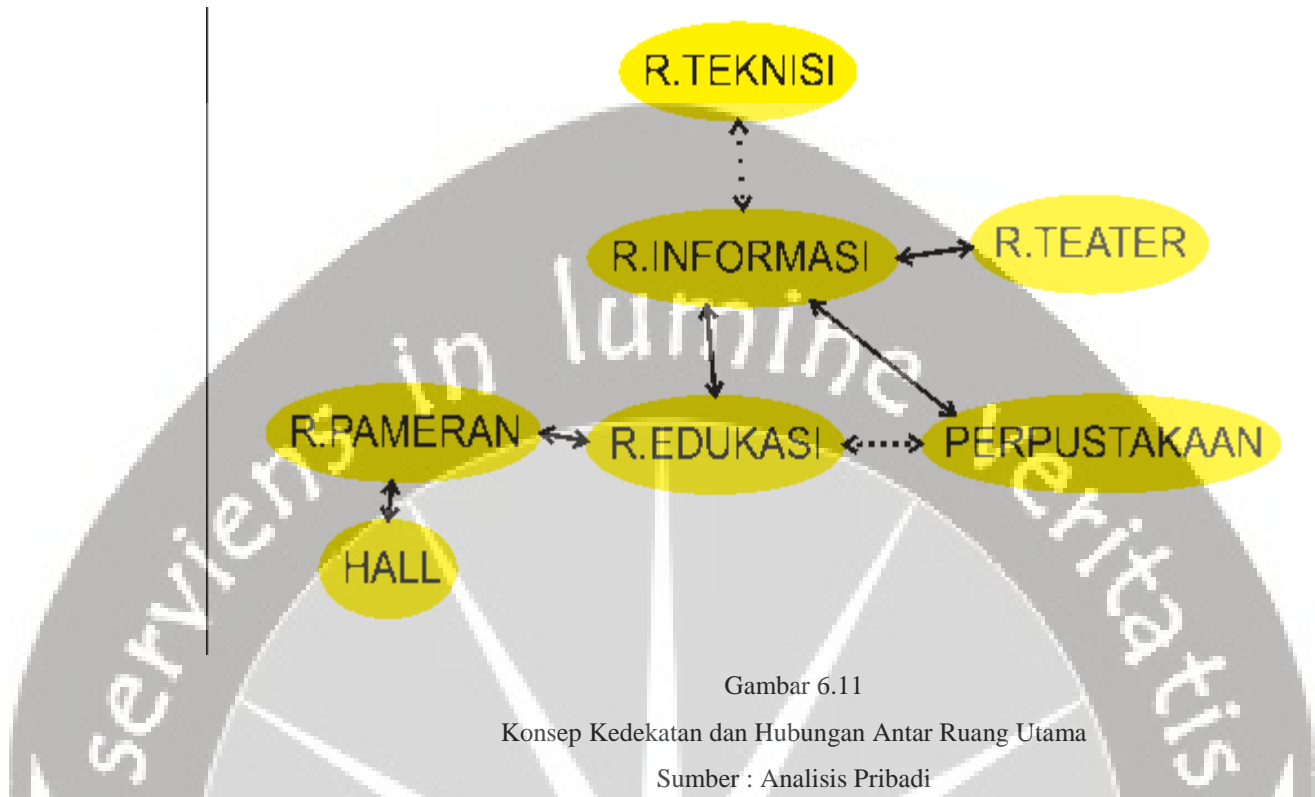 R.TEKNISI
R.INFORMASI
R.TEATER
serviens in lumine veritatis
R.PAMERAN
R.EDUKASI
PERPUSTAKAAN
HALL
Gambar 6.11
Konsep Kedekatan dan Hubungan Antar Ruang Utama
Sumber : Analisis Pribadi